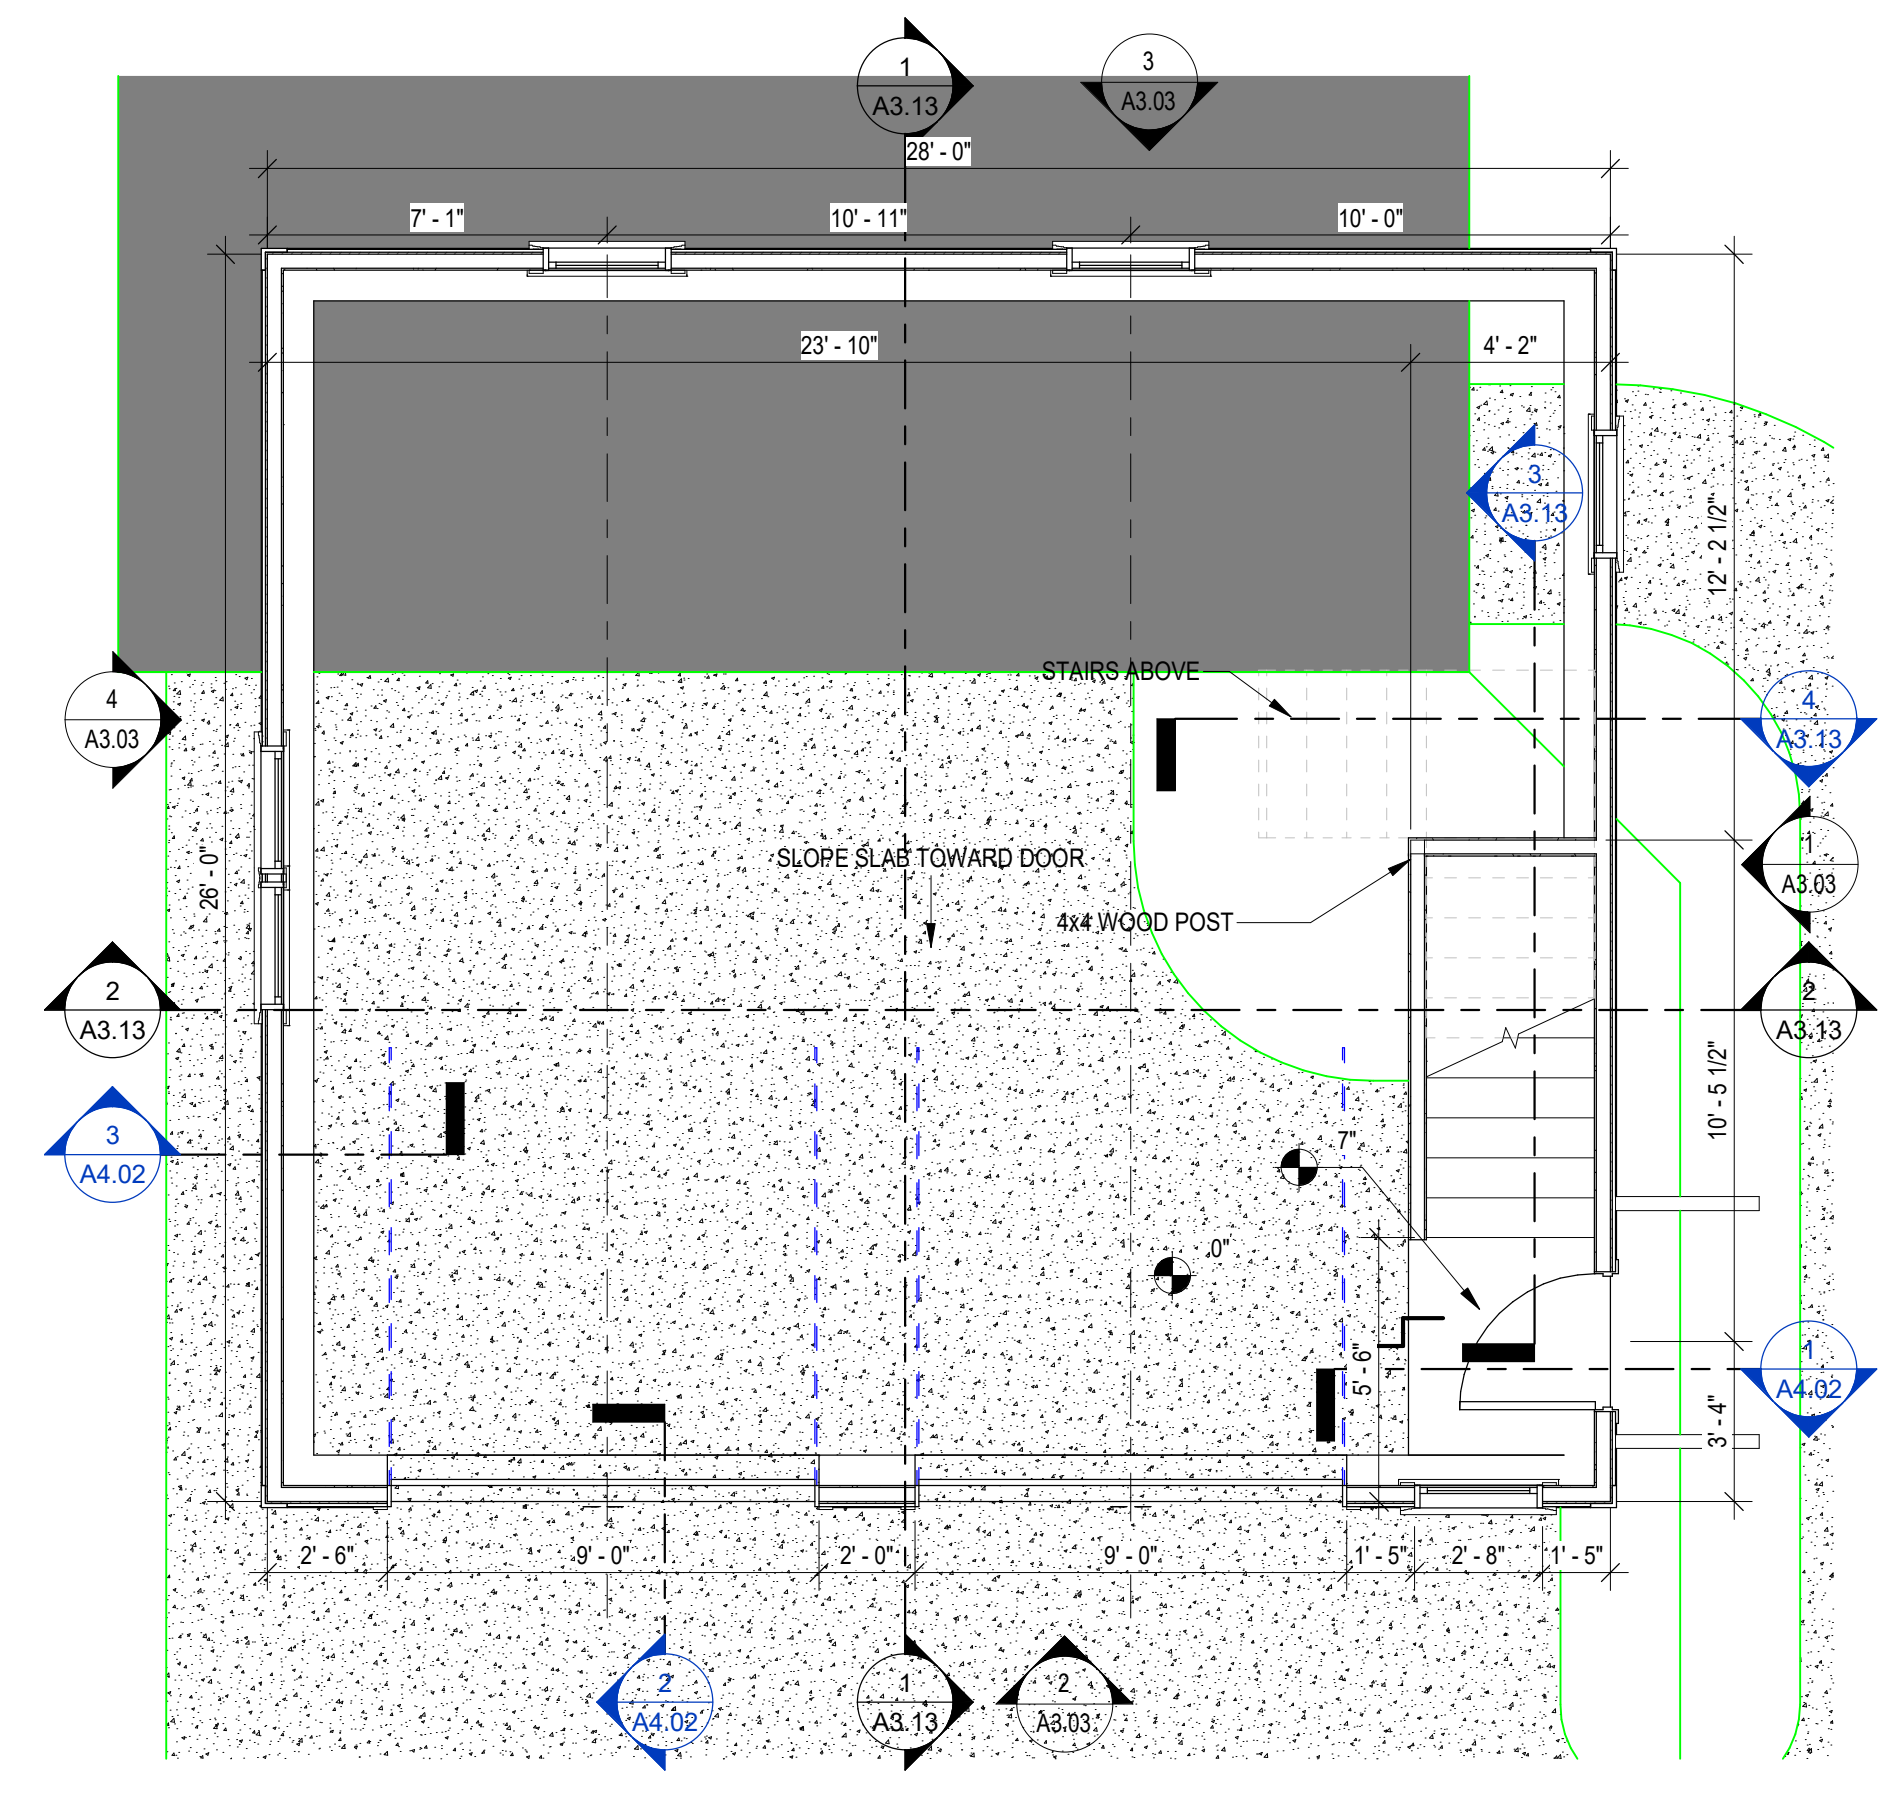 1
A3.13
3
A3.03
28' - 0"
7' - 1"
10' - 11"
10' - 0"
23' - 10"
4' - 2"
3
A3.13
12' - 2 1/2"
STAIRS ABOVE
4
A3.03
4
A3.13
26' - 0"
SLOPE SLAB TOWARD DOOR
1
A3.03
4x4 WOOD POST
2
A3.13
2
A3.13
10' - 5 1/2"
3
A4.02
7"
0"
5' - 6"
1
A4.02
3' - 4"
2' - 6"
9' - 0"
2' - 0"
9' - 0"
1' - 5"
2' - 8"
1' - 5"
2
A4.02
1
A3.13
2
A3.03